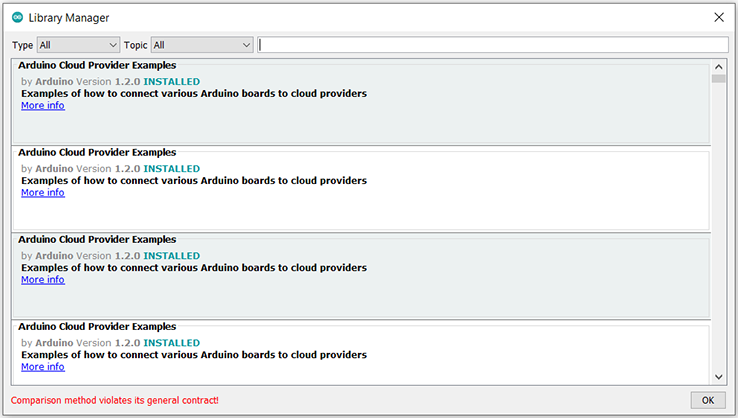 Library Manager
Type All Topic All
Arduino Cloud Provider Examples
by Arduino Version 1.2.0 INSTALLED
Examples of how to connect various Arduino boards to cloud providers
More info
Arduino Cloud Provider Examples
by Arduino Version 1.2.0 INSTALLED
Examples of how to connect various Arduino boards to cloud providers
More info
Arduino Cloud Provider Examples
by Arduino Version 1.2.0 INSTALLED
Examples of how to connect various Arduino boards to cloud providers
More info
Arduino Cloud Provider Examples
by Arduino Version 1.2.0 INSTALLED
Examples of how to connect various Arduino boards to cloud providers
More info
Comparison method violates its general contract! OK